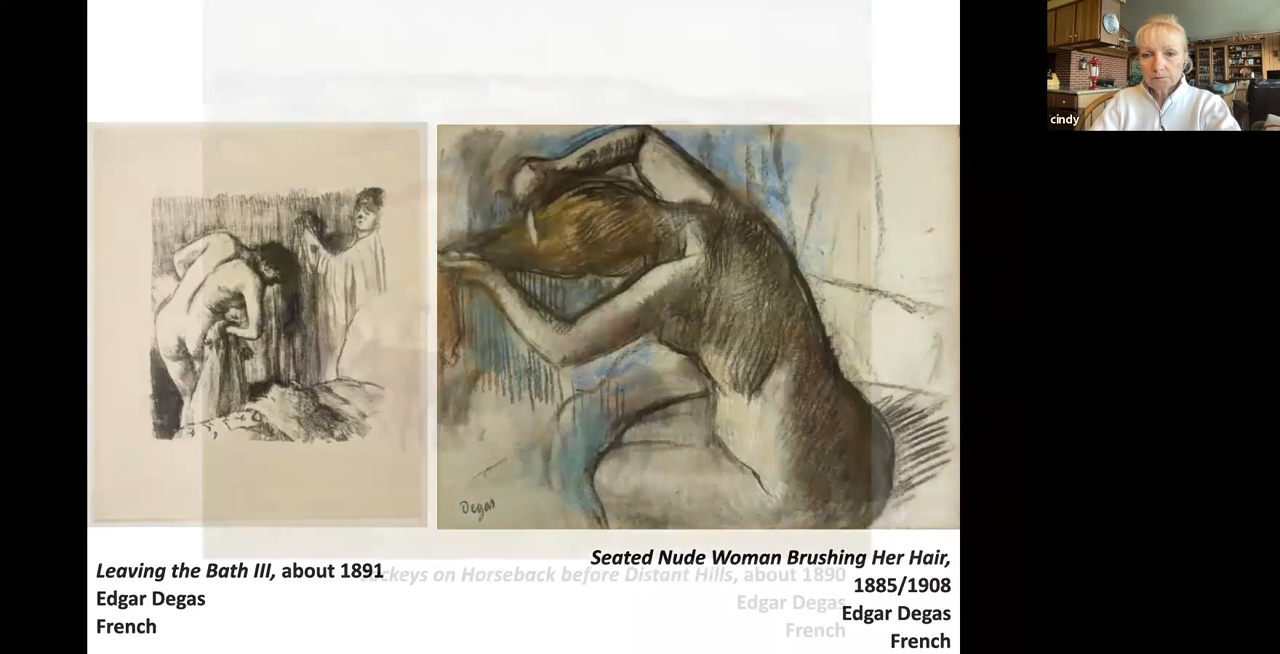 cindy
Degas
Leaving the Bath III, about 1891
Edgar Degas
French
Seated Nude Woman Brushing Her Hair,
1885/1908
Edgar Degas
French
Jockeys on Horseback before Distant Hills, about 1890
Edgar Degas
French